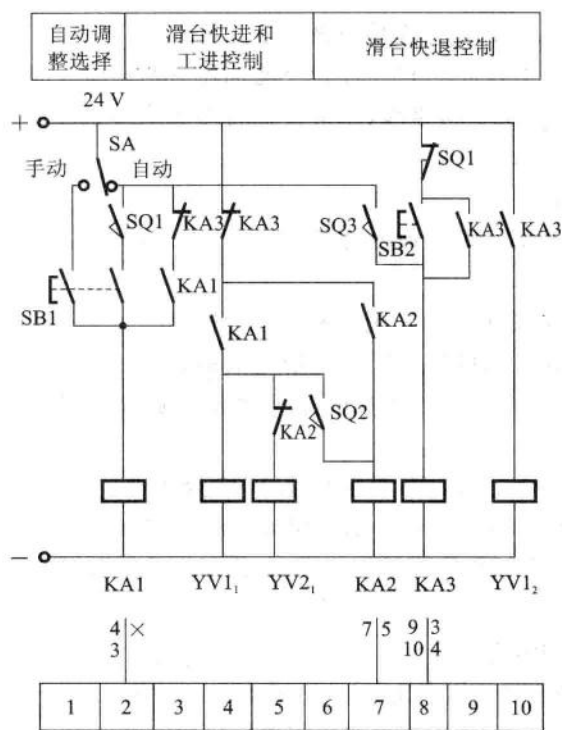 自动调
整选择
滑台快进和
工进控制
滑台快退控制
24 V
+
SA
手动
自动
SQ1
SQ1
KA3
KA3
SQ3
SB2
KA3
KA3
SB1
KA1
KA1
KA2
KA2
SQ2
−
KA1
YV1₁
YV2₁
KA2
KA3
YV1₂
4 ×
3
7 5
9 3
10 4
1 2 3 4 5 6 7 8 9 10